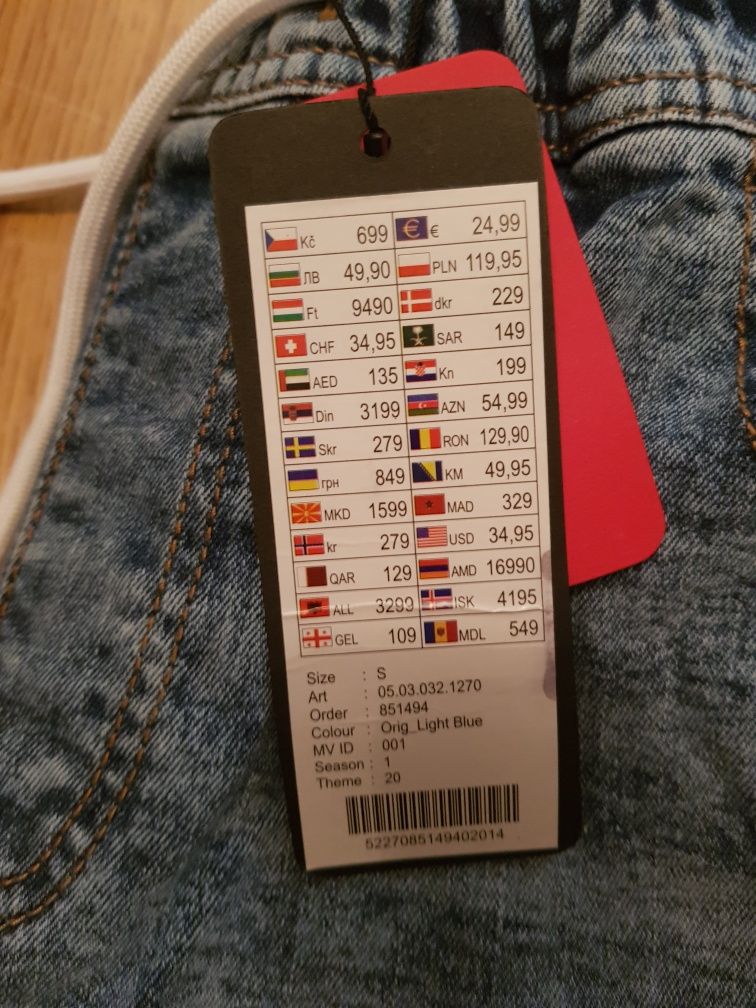 Kč 699 € 24,99
ЛВ 49,90 PLN 119,95
Ft 9490 dkr 229
CHF 34,95 SAR 149
AED 135 Kn 199
Din 3199 AZN 54,99
Skr 279 RON 129,90
грн 849 KM 49,95
MKD 1599 MAD 329
kr 279 USD 34,95
QAR 129 AMD 16990
ALL 3299 ISK 4195
GEL 109 MDL 549
Size : S
Art : 05.03.032.1270
Order : 851494
Colour : Orig_Light Blue
MV ID : 001
Season : 1
Theme : 20
5227085149402014